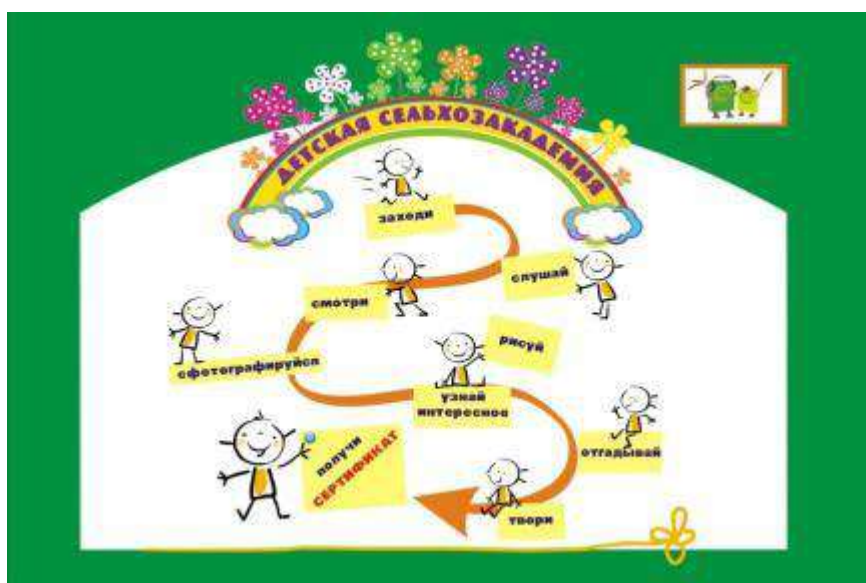 ДЕТСКАЯ СЕЛЬХОЗАКАДЕМИЯ
заходи
слушай
смотри
сфотографируйся
рисуй
узнай
интересное
отгадывай
твори
получи
СЕРТИФИКАТ